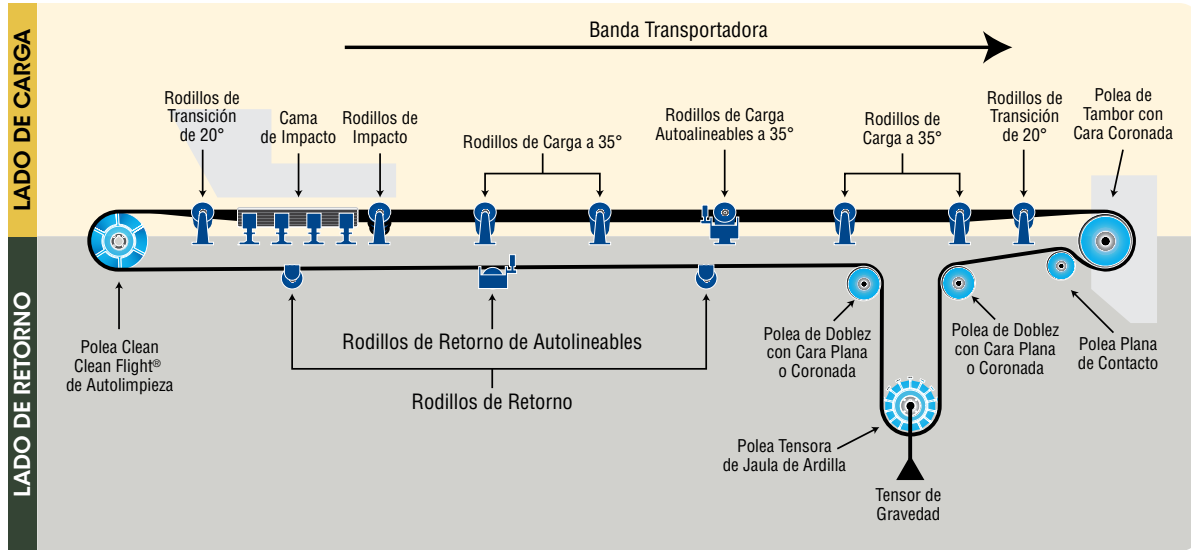 LADO DE CARGA
Banda Transportadora
Rodillos de
Transición
de 20°
Cama
de Impacto
Rodillos de
Impacto
Rodillos de Carga a 35°
Rodillos de Carga
Autoalineables a 35°
Rodillos de
Carga a 35°
Rodillos de
Transición
de 20°
Polea de
Tambor con
Cara Coronada
LADO DE RETORNO
Polea Clean
Clean Flight®
de Autolimpieza
Rodillos de Retorno de Autolineables
Rodillos de Retorno
Polea de Doblez
con Cara Plana
o Coronada
Polea de Doblez
con Cara Plana
o Coronada
Polea Plana
de Contacto
Polea Tensora
de Jaula de Ardilla
Tensor de
Gravedad